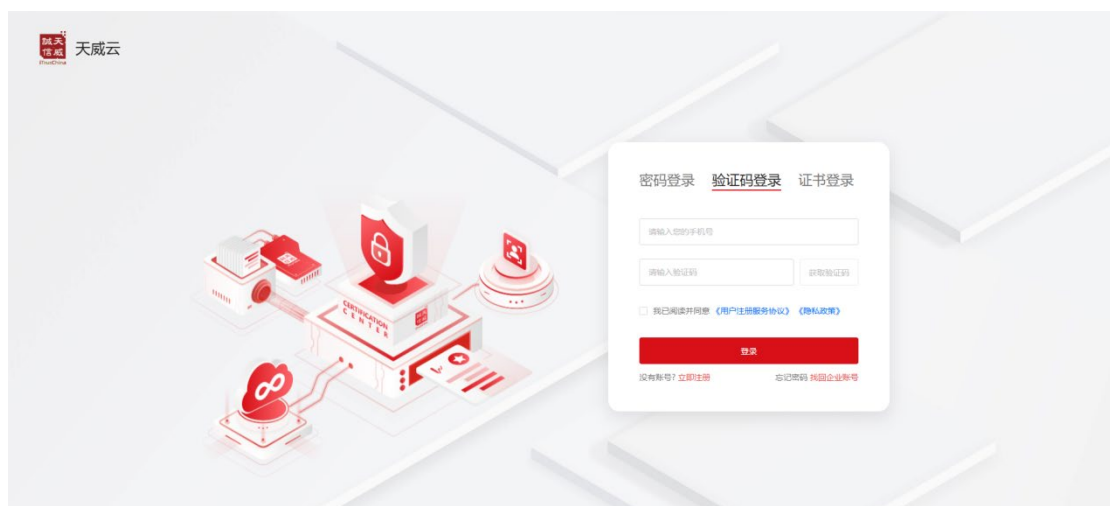 誠天
信威
iTrusChina
天威云
密码登录 验证码登录 证书登录
请输入您的手机号
请输入验证码 获取验证码
我已阅读并同意 《用户注册服务协议》 《隐私政策》
登录
没有账号? 立即注册 忘记密码 找回企业账号
CERTIFICATION
CENTER